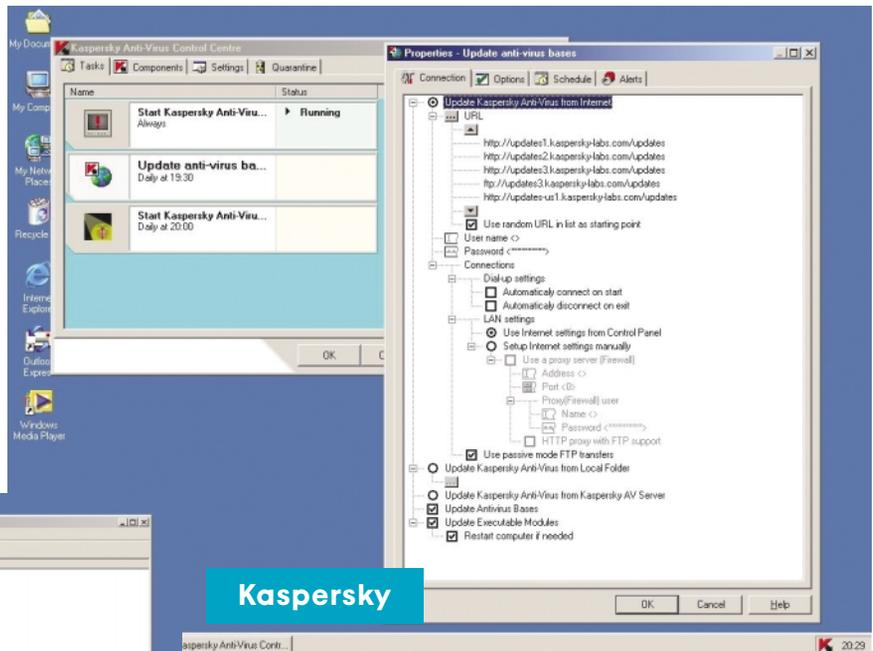 My Docum
My Comp
My Netw
Place
Recycle
Interne
Explore
Outloo
Expres
Windows
Media Player
Kaspersky Anti-Virus Control Centre
Tasks
Components
Settings
Quarantine
Name
Status
Start Kaspersky Anti-Viru...
Always
Running
Update anti-virus ba...
Daily at 19:30
Start Kaspersky Anti-Viru...
Daily at 20:00
OK
C
Properties - Update anti-virus bases
Connection
Options
Schedule
Alerts
Update Kaspersky Anti-Virus from Internet
URL
http://updates1.kaspersky-labs.com/updates
http://updates2.kaspersky-labs.com/updates
http://updates3.kaspersky-labs.com/updates
ftp://updates3.kaspersky-labs.com/updates
http://updates-us1.kaspersky-labs.com/updates
Use random URL in list as starting point
User name <>
Password <**********>
Connections
Dial-up settings
Automaticaly connect on start
Automaticaly disconnect on exit
LAN settings
Use Internet settings from Control Panel
Setup Internet settings manually
Use a proxy server (Firewall)
Address <>
Port <0>
Proxy(Firewall) user
Name <>
Password <**********>
HTTP proxy with FTP support
Use passive mode FTP transfers
Update Kaspersky Anti-Virus from Local Folder
...
Update Kaspersky Anti-Virus from Kaspersky AV Server
Update Antivirus Bases
Update Executable Modules
Restart computer if needed
OK
Cancel
Help
Kaspersky
aspersky Anti-Virus Contr...
20:29